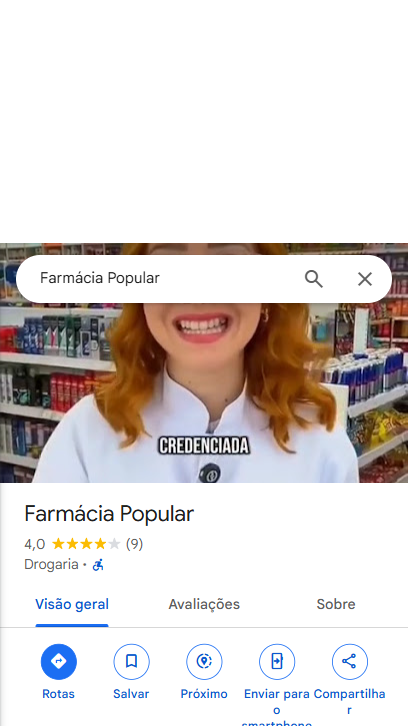 Farmácia Popular
CREDENCIADA
Farmácia Popular
4,0 (9)
Drogaria ·
Visão geral Avaliações Sobre
Rotas Salvar Próximo Enviar para o smartphone Compartilhar